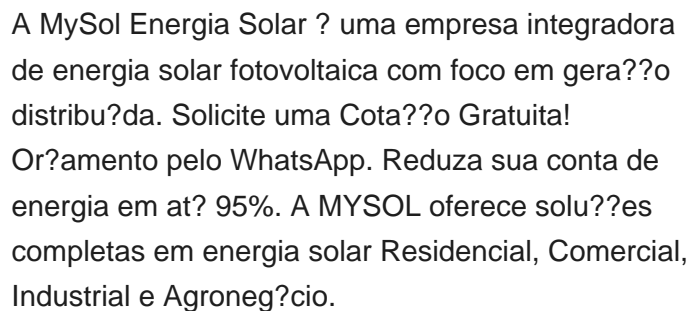 A MySol Energia Solar ? uma empresa integradora
de energia solar fotovoltaica com foco em gera??o
distribu?da. Solicite uma Cota??o Gratuita!
Or?amento pelo WhatsApp. Reduza sua conta de
energia em at? 95%. A MYSOL oferece solu??es
completas em energia solar Residencial, Comercial,
Industrial e Agroneg?cio.